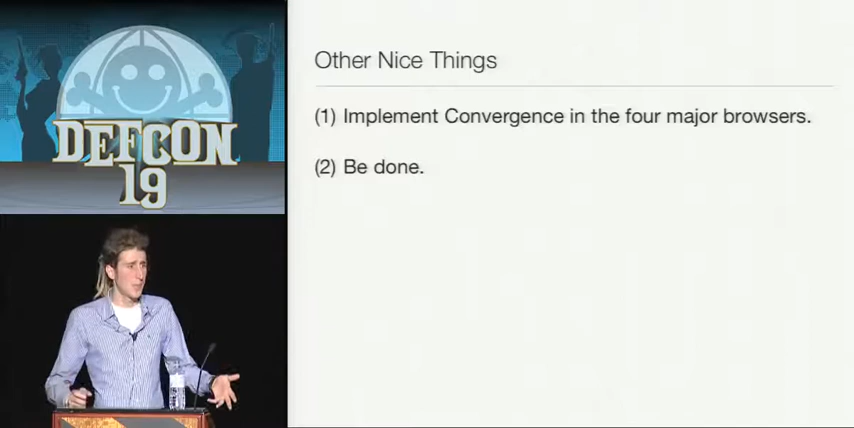 DEFCON
19
Other Nice Things
(1) Implement Convergence in the four major browsers.
(2) Be done.